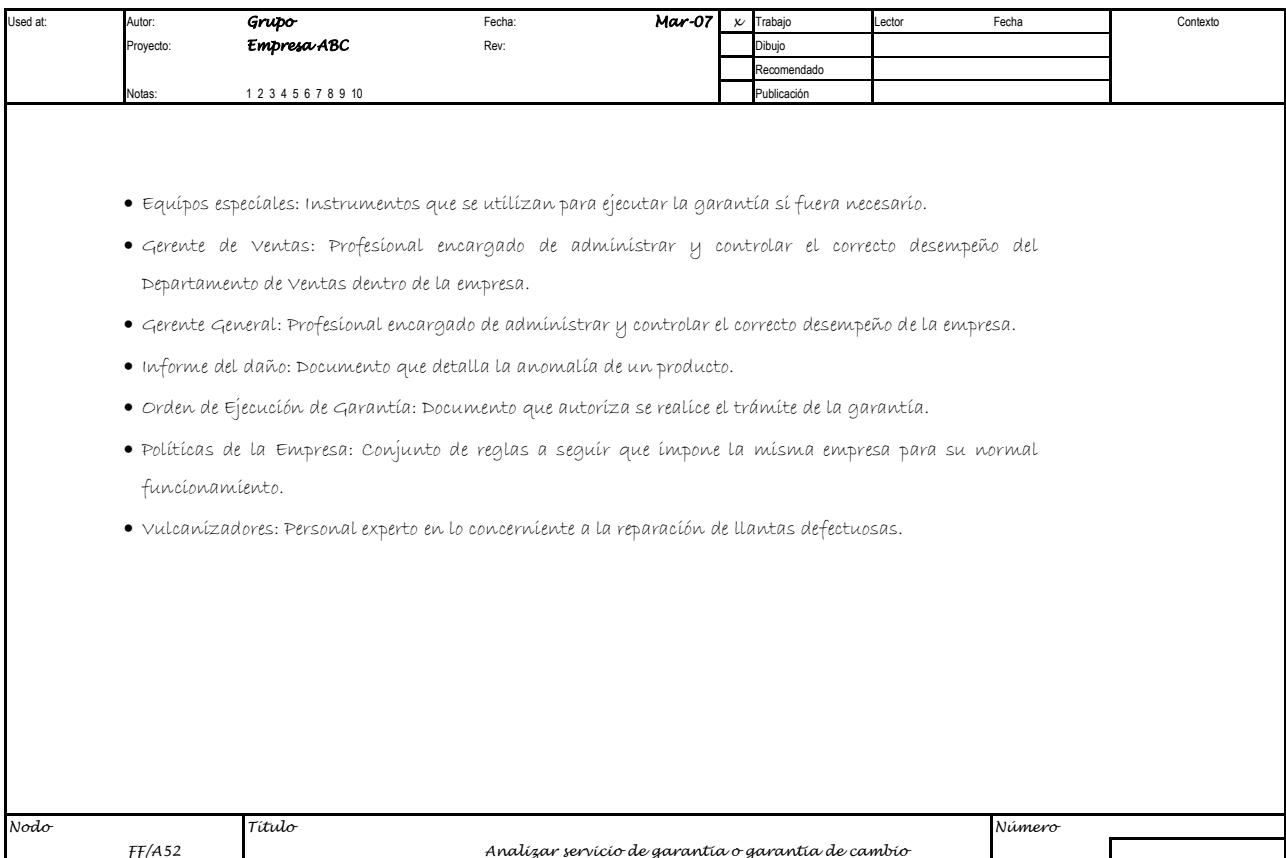 Used at: Autor: Grupo Fecha: Mar-07 x Trabajo Lector Fecha Contexto
Proyecto: Empresa ABC Rev: Dibujo
Recomendado
Notas: 1 2 3 4 5 6 7 8 9 10 Publicación
• Equipos especiales: Instrumentos que se utilizan para ejecutar la garantía si fuera necesario.
• Gerente de Ventas: Profesional encargado de administrar y controlar el correcto desempeño del
Departamento de Ventas dentro de la empresa.
• Gerente General: Profesional encargado de administrar y controlar el correcto desempeño de la empresa.
• Informe del daño: Documento que detalla la anomalía de un producto.
• Orden de Ejecución de Garantía: Documento que autoriza se realice el trámite de la garantía.
• Políticas de la Empresa: Conjunto de reglas a seguir que impone la misma empresa para su normal
funcionamiento.
• Vulcanizadores: Personal experto en lo concerniente a la reparación de llantas defectuosas.
Nodo Título Número
FF/A52 Analizar servicio de garantía o garantía de cambio